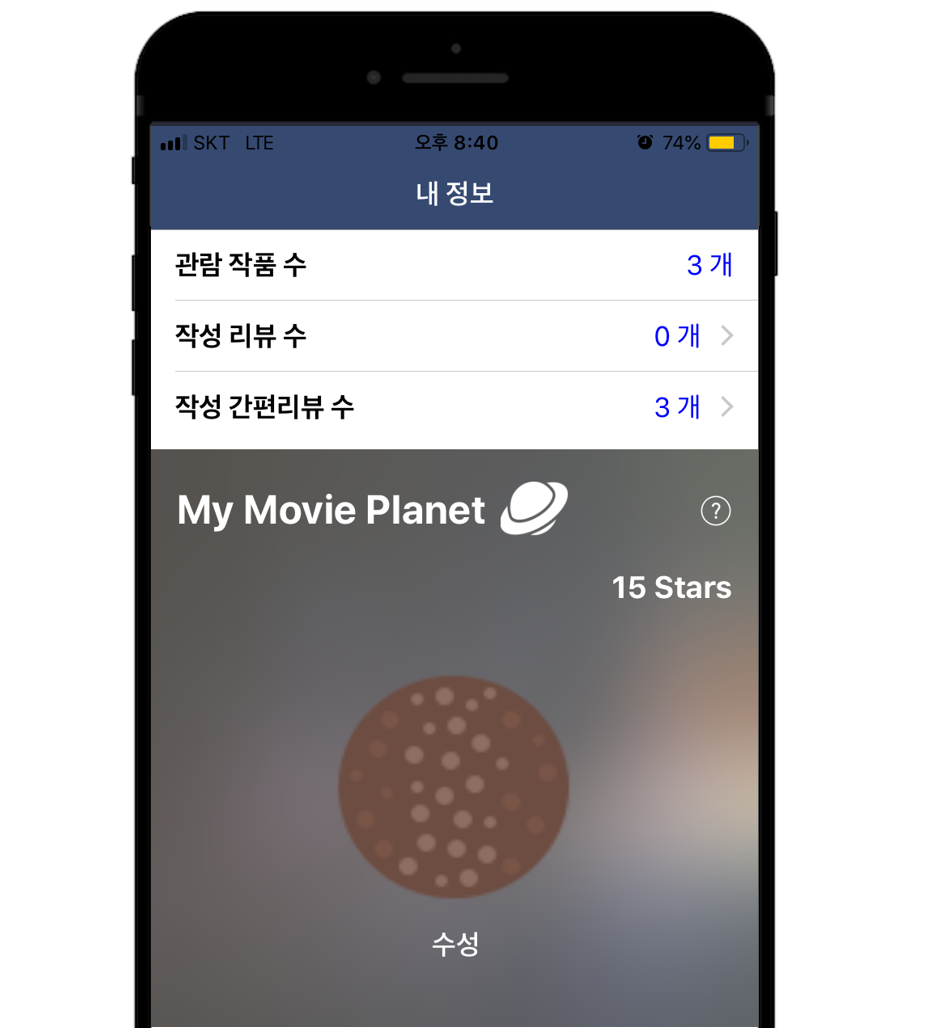 SKT LTE 오후 8:40 74%
내 정보
관람 작품 수 3 개
작성 리뷰 수 0 개
작성 간편리뷰 수 3 개
My Movie Planet ?
15 Stars
수성